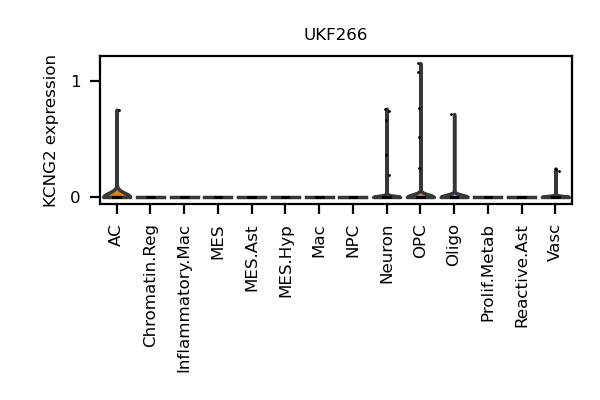 UKF266
KCNG2 expression
1
0
AC
Chromatin.Reg
Inflammatory.Mac
MES
MES.Ast
MES.Hyp
Mac
NPC
Neuron
OPC
Oligo
Prolif.Metab
Reactive.Ast
Vasc